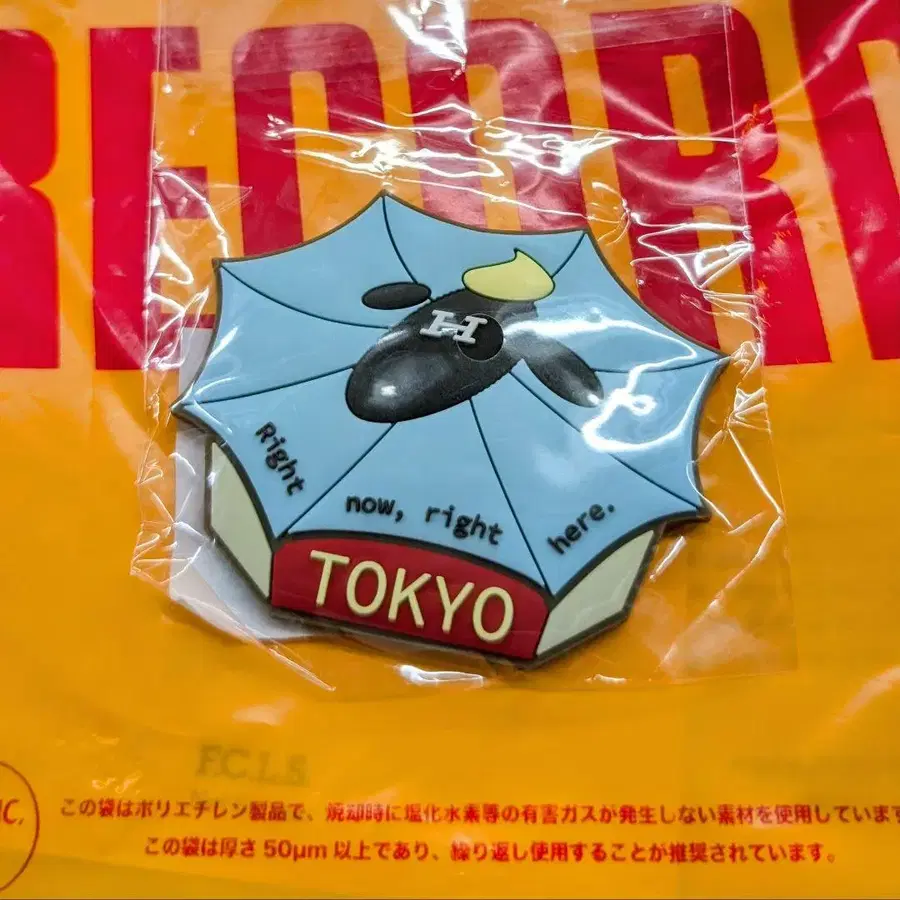 RECOR
H
Right now, right here.
TOKYO
F.C.L.S
IC,
この袋はポリエチレン製品で、焼却時に塩化水素等の有害ガスが発生しない素材を使用しています
この袋は厚さ50μm以上であり、繰り返し使用することが推奨されています。